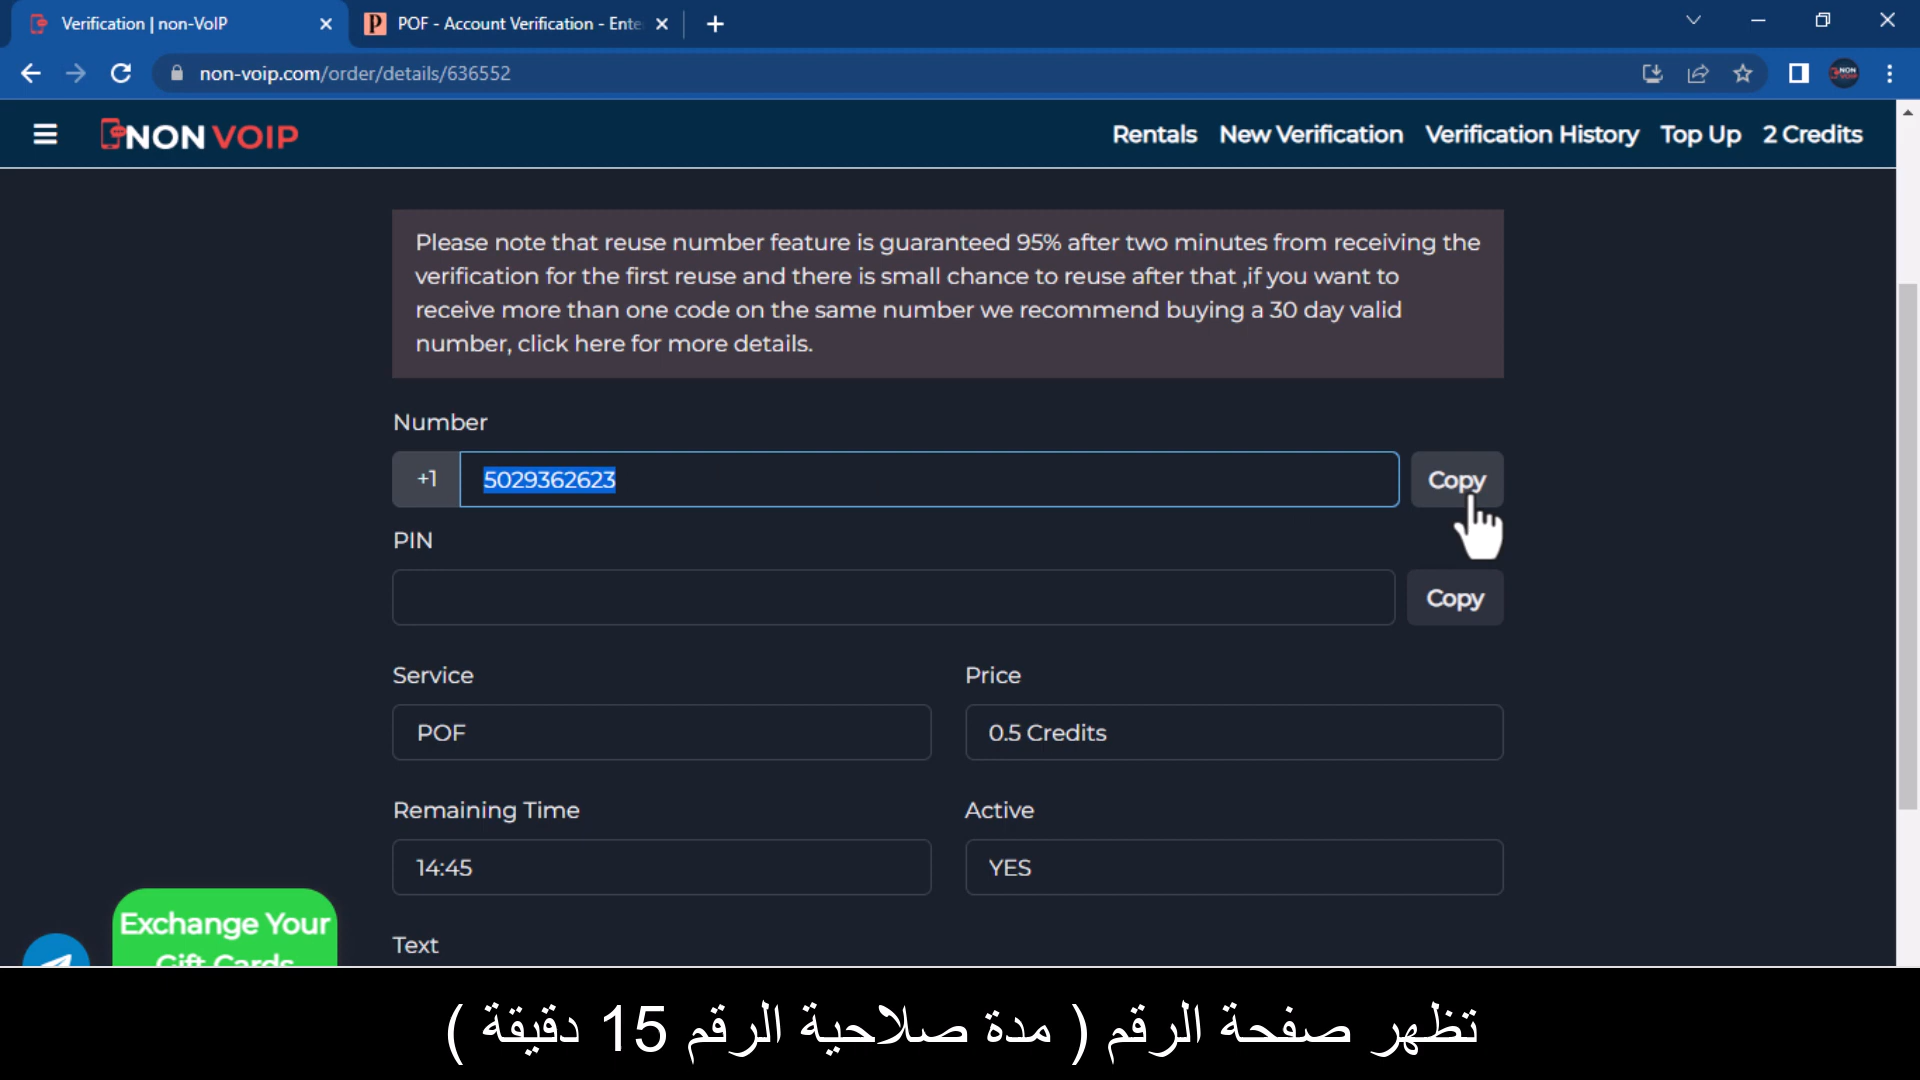 Verification | non-VoIP
POF - Account Verification - Ente
non-voip.com/order/details/636552
NON VOIP
Rentals New Verification Verification History Top Up 2 Credits
Please note that reuse number feature is guaranteed 95% after two minutes from receiving the
verification for the first reuse and there is small chance to reuse after that ,if you want to
receive more than one code on the same number we recommend buying a 30 day valid
number, click here for more details.
Number
+1 5029362623 Copy
PIN
Copy
Service Price
POF 0.5 Credits
Remaining Time Active
14:45 YES
Exchange Your
Gift Cards
Text
تظهر صفحة الرقم ( مدة صلاحية الرقم 15 دقيقة )